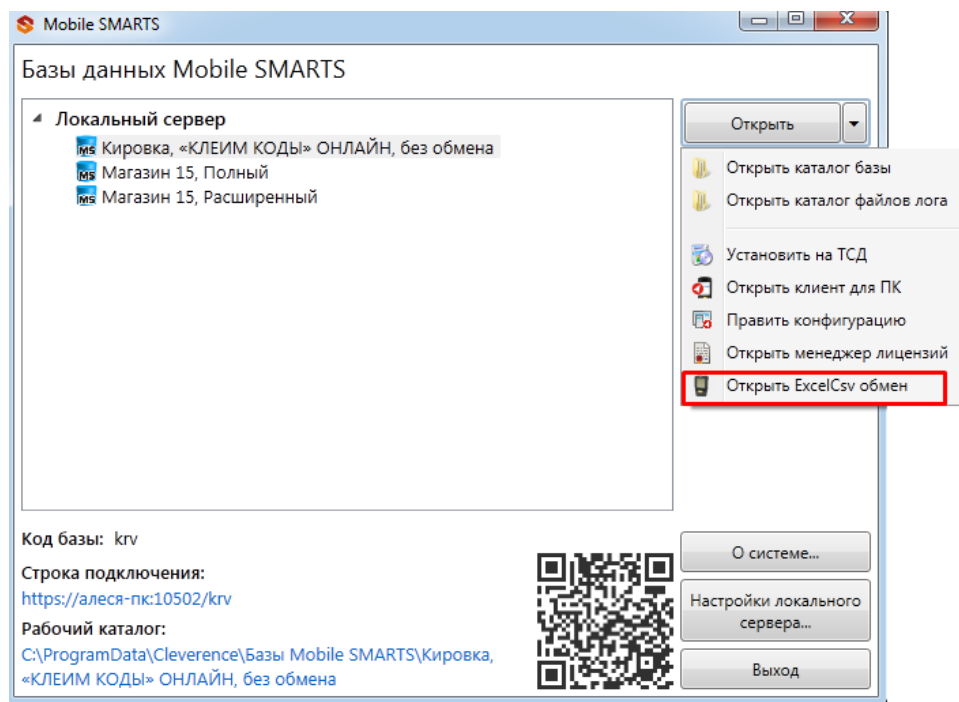 Mobile SMARTS
Базы данных Mobile SMARTS
Локальный сервер
Кировка, «КЛЕИМ КОДЫ» ОНЛАЙН, без обмена
Магазин 15, Полный
Магазин 15, Расширенный
Открыть
Открыть каталог базы
Открыть каталог файлов лога
Установить на ТСД
Открыть клиент для ПК
Править конфигурацию
Открыть менеджер лицензий
Открыть ExcelCsv обмен
Код базы: krv
Строка подключения:
https://алеся-пк:10502/krv
Рабочий каталог:
C:\ProgramData\Cleverence\Базы Mobile SMARTS\Кировка,
«КЛЕИМ КОДЫ» ОНЛАЙН, без обмена
О системе...
Настройки локального
сервера...
Выход